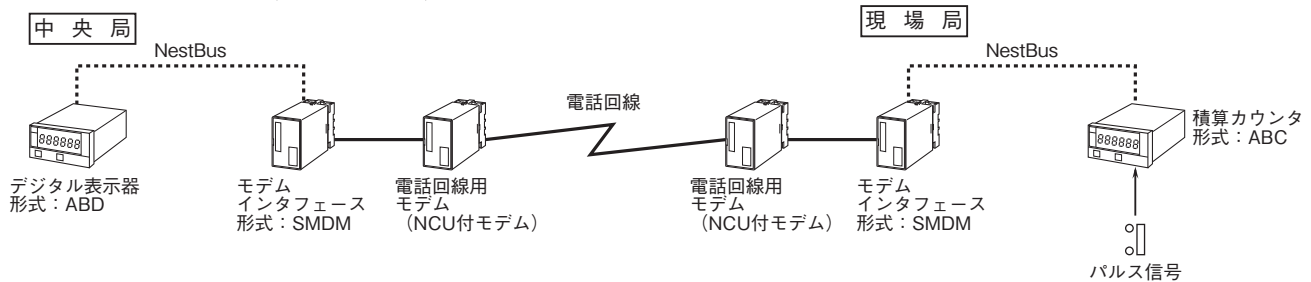 中央局
現場局
NestBus
NestBus
電話回線
888888
888888
積算カウンタ
形式：ABC
デジタル表示器
形式：ABD
モデム
インタフェース
形式：SMDM
電話回線用
モデム
（NCU付モデム）
電話回線用
モデム
（NCU付モデム）
モデム
インタフェース
形式：SMDM
パルス信号